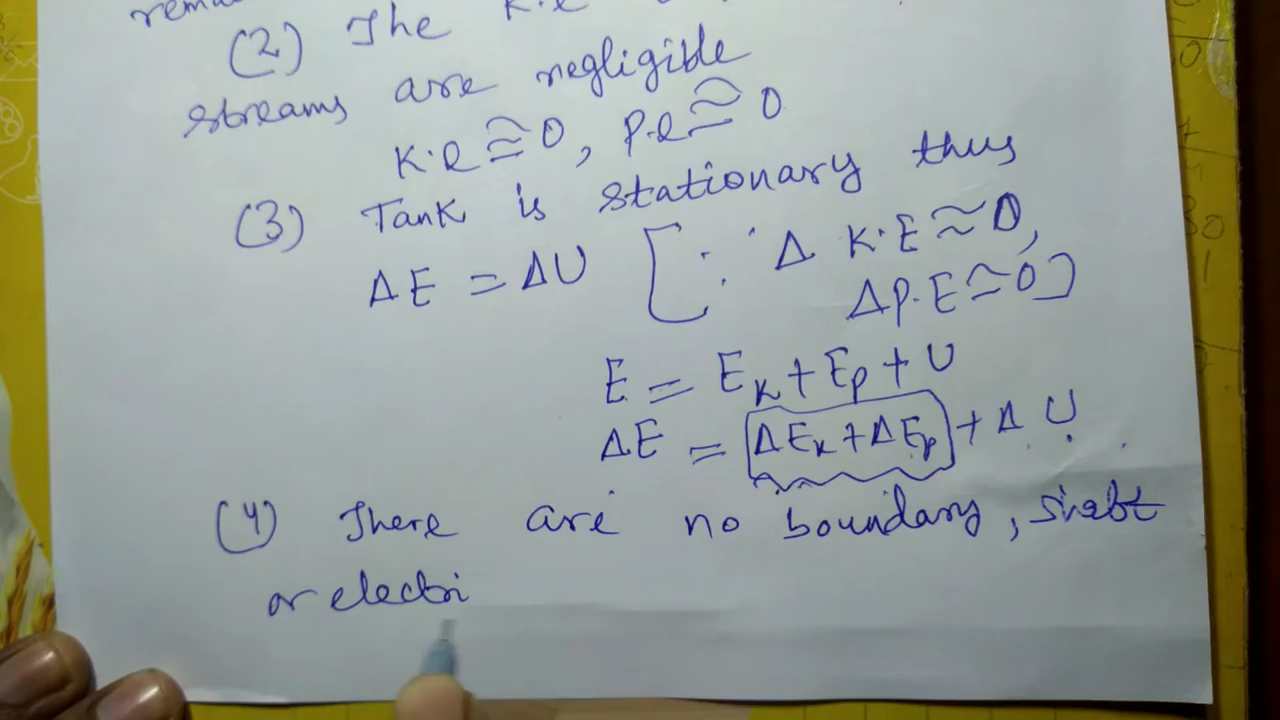 (2) The K.E
streams are negligible
K.E ≅ 0, P.E ≅ 0
(3) Tank is stationary thus
ΔE = ΔU [∵ Δ K.E ≃ 0,
ΔP.E ≃ 0]
E = Eₖ + Eₚ + U
ΔE = ΔEₖ + ΔEₚ + Δ U
(4) There are no boundary, shaft
or electri